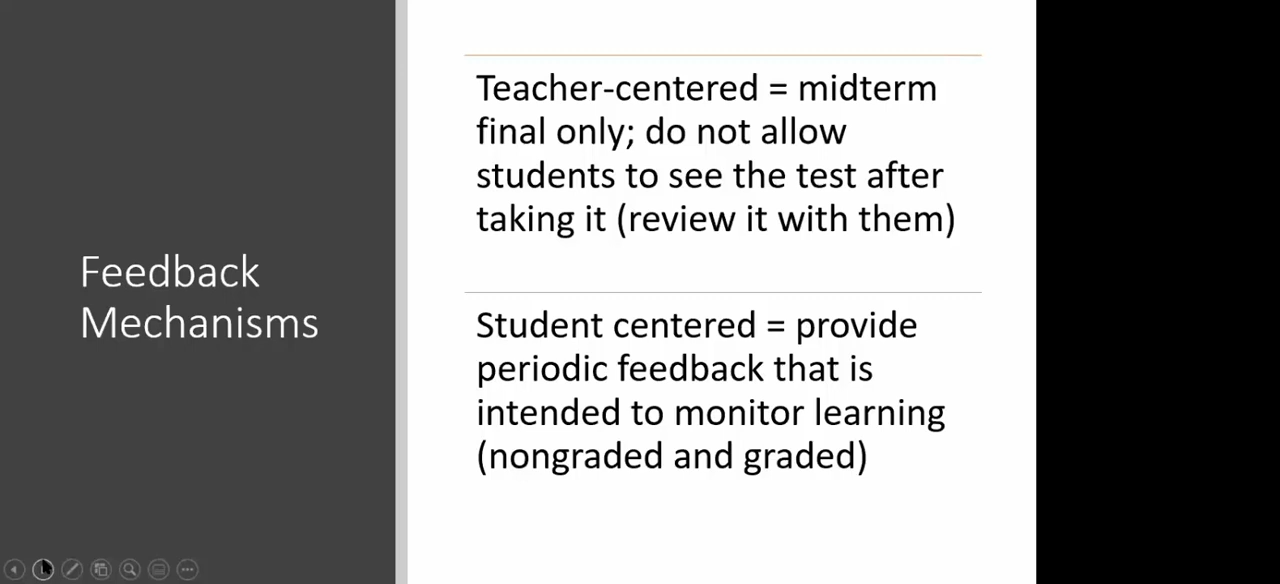 Feedback
Mechanisms
Teacher-centered = midterm
final only; do not allow
students to see the test after
taking it (review it with them)
Student centered = provide
periodic feedback that is
intended to monitor learning
(nongraded and graded)